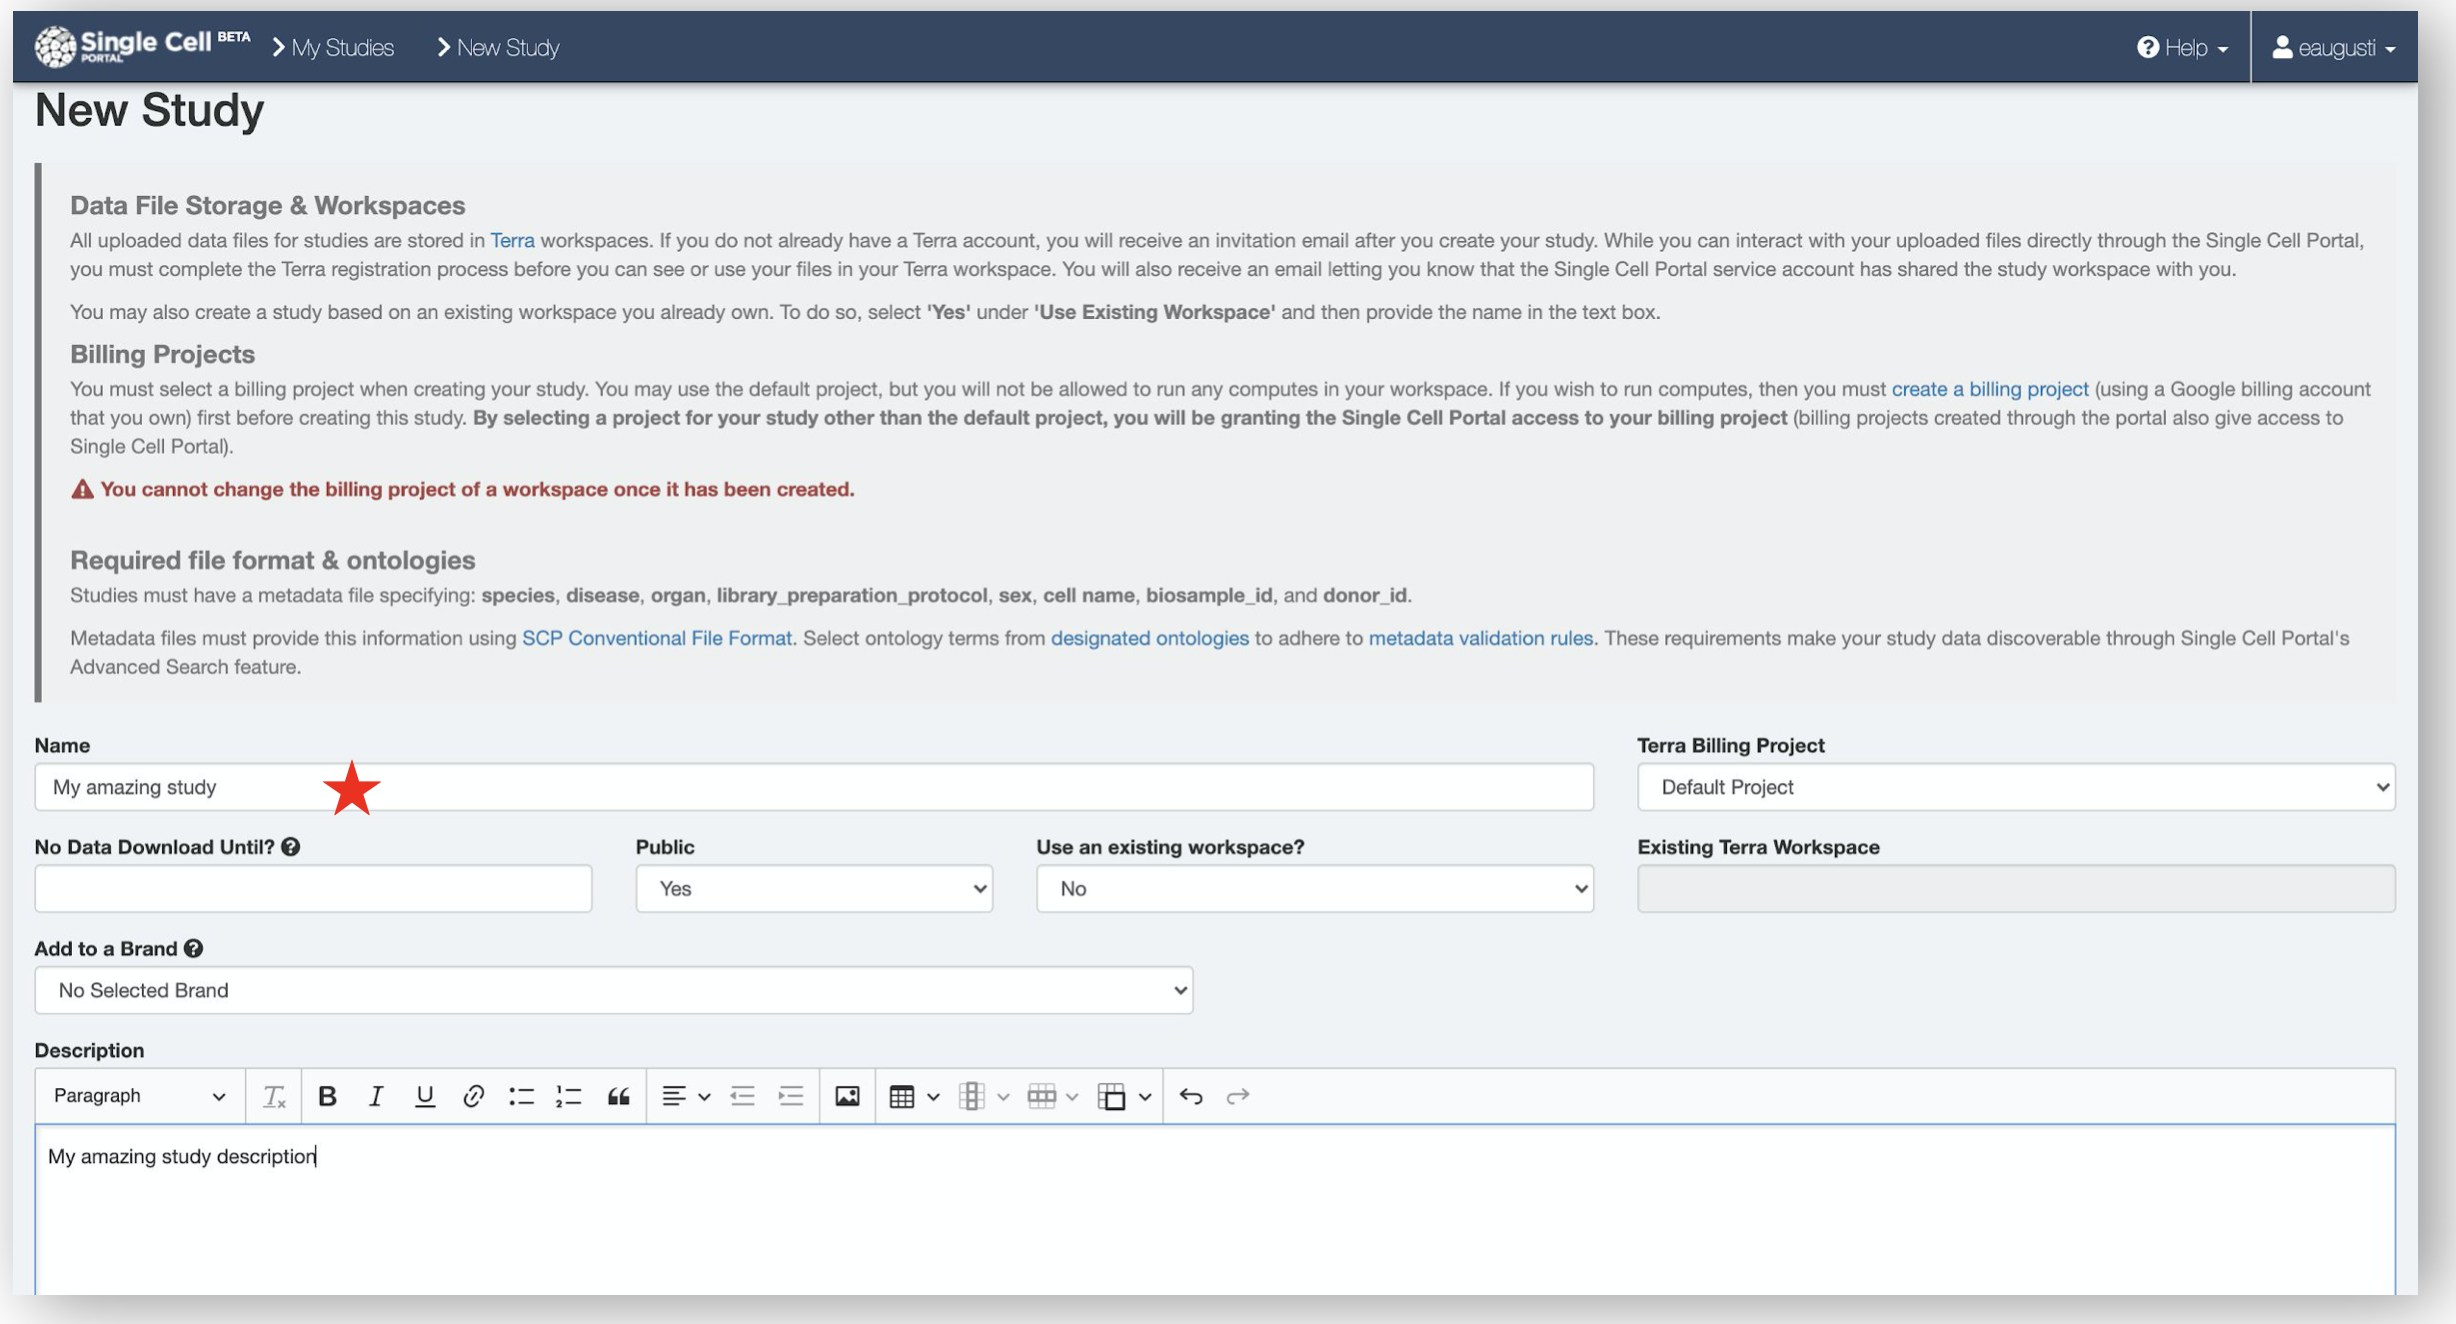 Single Cell BETA
PORTAL
My Studies
New Study
Help
eaugusti
New Study
Data File Storage & Workspaces
All uploaded data files for studies are stored in Terra workspaces. If you do not already have a Terra account, you will receive an invitation email after you create your study. While you can interact with your uploaded files directly through the Single Cell Portal,
you must complete the Terra registration process before you can see or use your files in your Terra workspace. You will also receive an email letting you know that the Single Cell Portal service account has shared the study workspace with you.
You may also create a study based on an existing workspace you already own. To do so, select 'Yes' under 'Use Existing Workspace' and then provide the name in the text box.
Billing Projects
You must select a billing project when creating your study. You may use the default project, but you will not be allowed to run any computes in your workspace. If you wish to run computes, then you must create a billing project (using a Google billing account
that you own) first before creating this study. By selecting a project for your study other than the default project, you will be granting the Single Cell Portal access to your billing project (billing projects created through the portal also give access to
Single Cell Portal).
You cannot change the billing project of a workspace once it has been created.
Required file format & ontologies
Studies must have a metadata file specifying: species, disease, organ, library_preparation_protocol, sex, cell name, biosample_id, and donor_id.
Metadata files must provide this information using SCP Conventional File Format. Select ontology terms from designated ontologies to adhere to metadata validation rules. These requirements make your study data discoverable through Single Cell Portal's
Advanced Search feature.
Name
Terra Billing Project
My amazing study
Default Project
No Data Download Until?
Public
Use an existing workspace?
Existing Terra Workspace
Yes
No
Add to a Brand
No Selected Brand
Description
Paragraph
My amazing study description